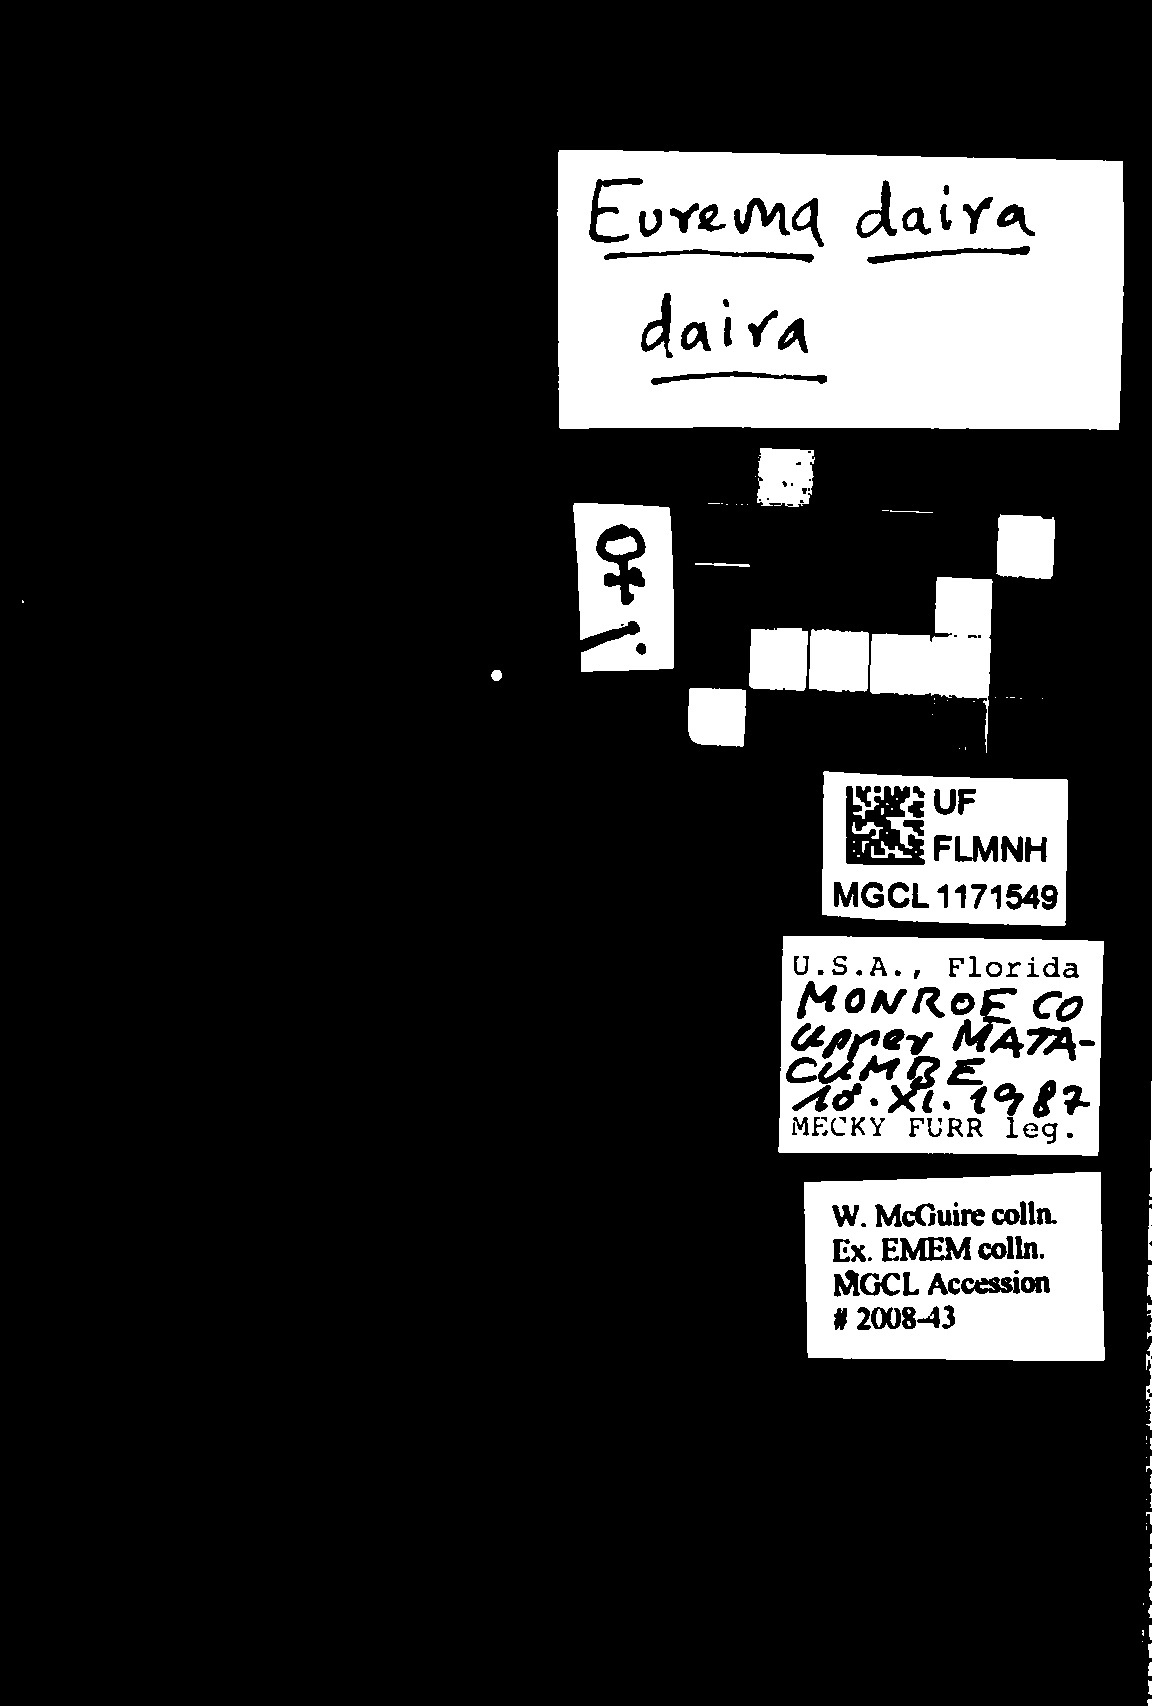 Eurema daira
daira
♀
UF
FLMNH
MGCL 1171549
U.S.A., Florida
MONROE CO
Upper MATA-
CUMBE
10.XI.1987
MECKY FURR leg.
W. McGuire colln.
Ex. EMEM colln.
MGCL Accession
# 2008-43